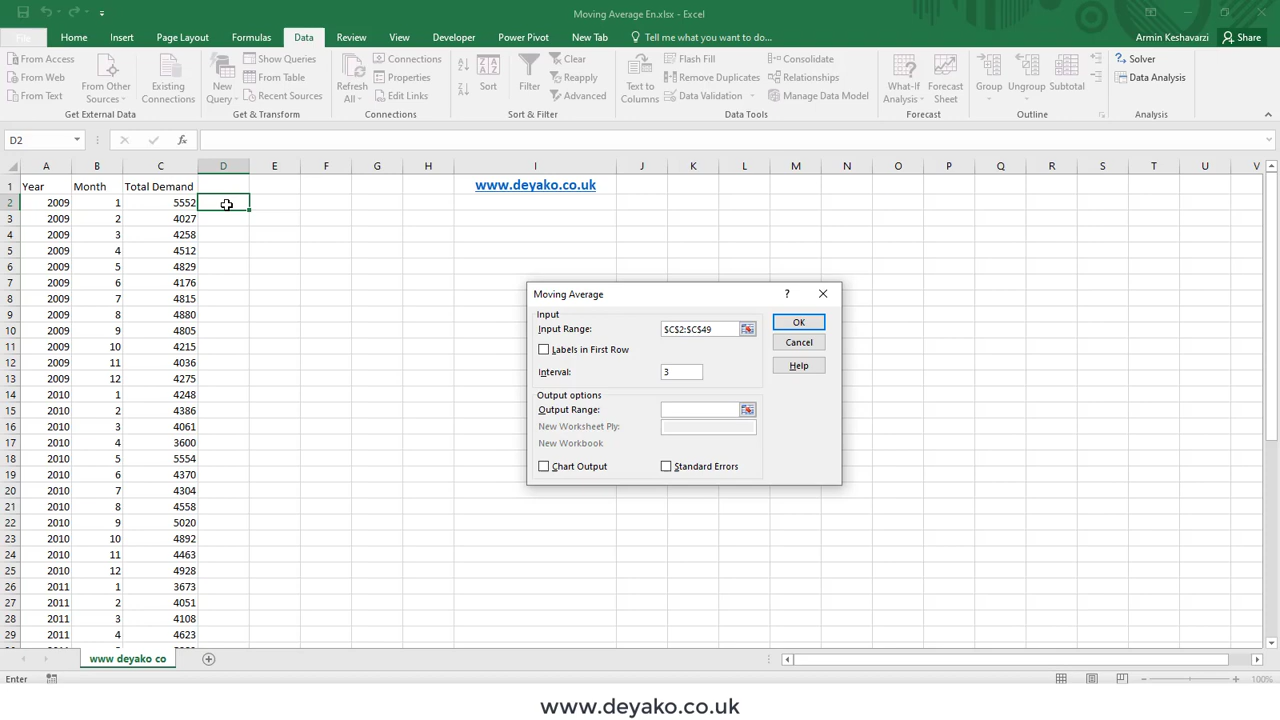 Moving Average En.xlsx - Excel
File Home Insert Page Layout Formulas Data Review View Developer Power Pivot New Tab Tell me what you want to do... Armin Keshavarzi Share
From Access
From Web
From Text
From Other Sources
Existing Connections
Get External Data
New Query
Show Queries
From Table
Recent Sources
Get & Transform
Refresh All
Connections
Properties
Edit Links
Connections
Sort
Filter
Clear
Reapply
Advanced
Sort & Filter
Text to Columns
Flash Fill
Remove Duplicates
Data Validation
Consolidate
Relationships
Manage Data Model
Data Tools
What-If Analysis
Forecast Sheet
Forecast
Group
Ungroup
Subtotal
Outline
Solver
Data Analysis
Analysis
D2 fx
A B C D E F G H I J K L M N O P Q R S T U V
1 Year Month Total Demand www.deyako.co.uk
2 2009 1 5552
3 2009 2 4027
4 2009 3 4258
5 2009 4 4512
6 2009 5 4829
7 2009 6 4176
8 2009 7 4815
9 2009 8 4880
10 2009 9 4805
11 2009 10 4215
12 2009 11 4036
13 2009 12 4275
14 2010 1 4248
15 2010 2 4386
16 2010 3 4061
17 2010 4 3600
18 2010 5 5554
19 2010 6 4370
20 2010 7 4304
21 2010 8 4558
22 2010 9 5020
23 2010 10 4892
24 2010 11 4463
25 2010 12 4928
26 2011 1 3673
27 2011 2 4051
28 2011 3 4108
29 2011 4 4623
Moving Average ?
Input
Input Range: $C$2:$C$49
Labels in First Row
Interval: 3
Output options
Output Range:
New Worksheet Ply:
New Workbook
Chart Output Standard Errors
OK
Cancel
Help
www deyako co
Enter 100%
www.deyako.co.uk